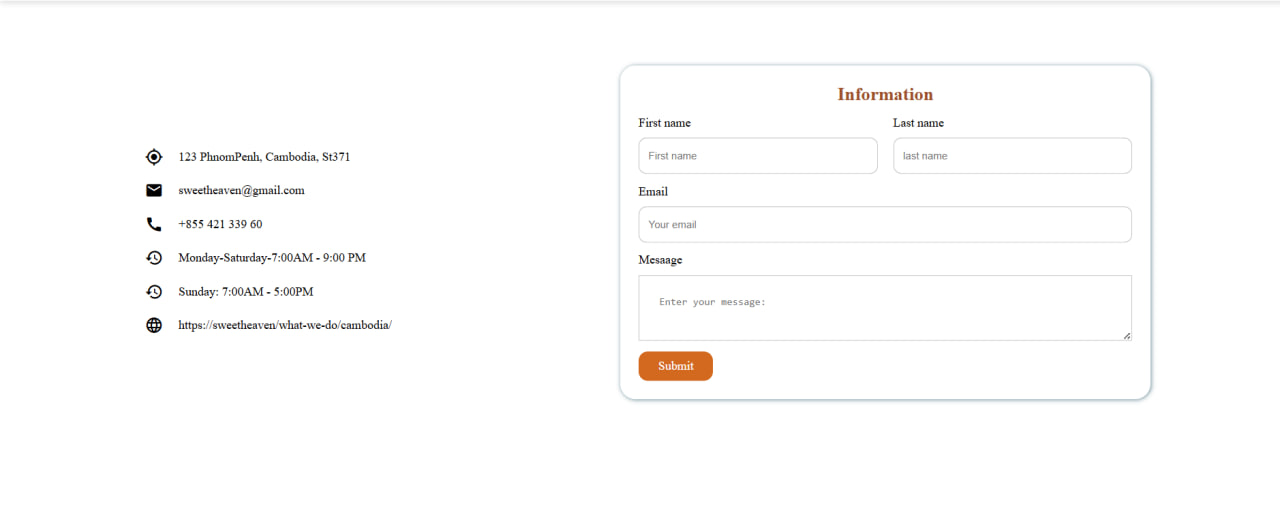 123 PhnomPenh, Cambodia, St371
sweetheaven@gmail.com
+855 421 339 60
Monday-Saturday-7:00AM - 9:00 PM
Sunday: 7:00AM - 5:00PM
https://sweetheaven/what-we-do/cambodia/
Information
First name
Last name
First name
last name
Email
Your email
Mesaage
Enter your message:
Submit